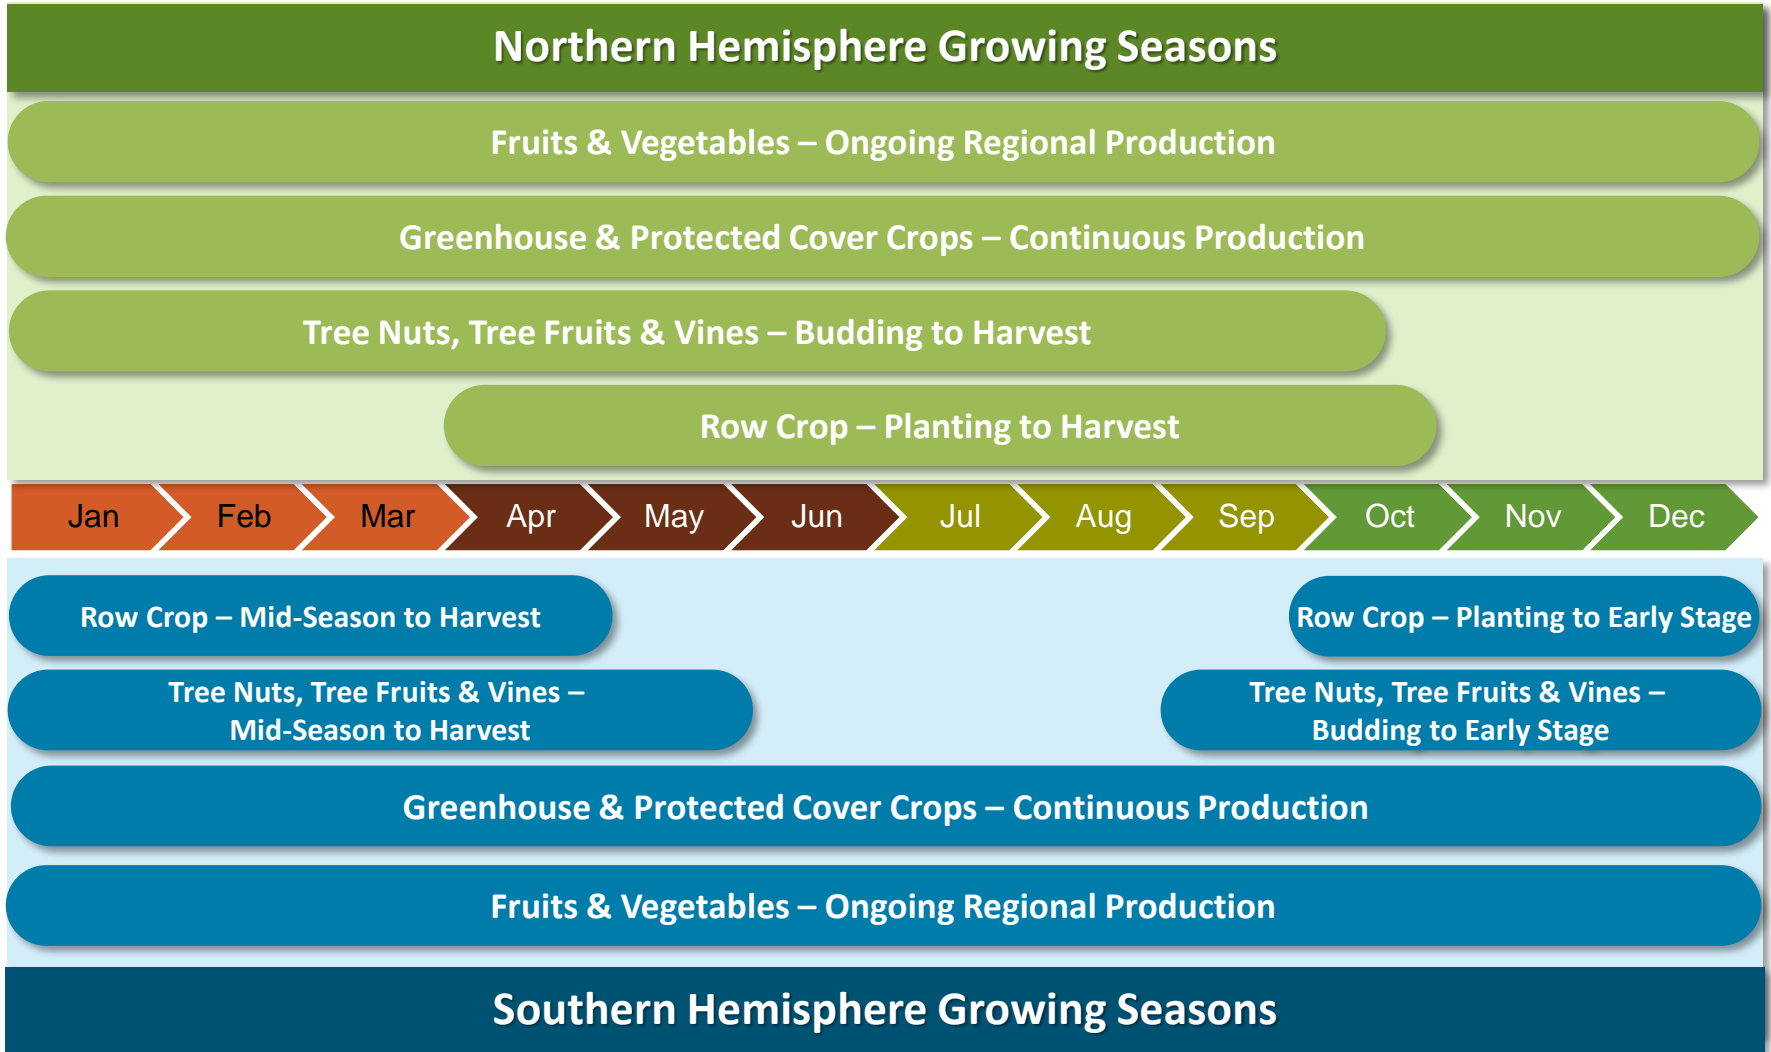 Northern Hemisphere Growing Seasons
Fruits & Vegetables – Ongoing Regional Production
Greenhouse & Protected Cover Crops – Continuous Production
Tree Nuts, Tree Fruits & Vines – Budding to Harvest
Row Crop – Planting to Harvest
Jan Feb Mar Apr May Jun Jul Aug Sep Oct Nov Dec
Row Crop – Mid-Season to Harvest
Row Crop – Planting to Early Stage
Tree Nuts, Tree Fruits & Vines –
Mid-Season to Harvest
Tree Nuts, Tree Fruits & Vines –
Budding to Early Stage
Greenhouse & Protected Cover Crops – Continuous Production
Fruits & Vegetables – Ongoing Regional Production
Southern Hemisphere Growing Seasons